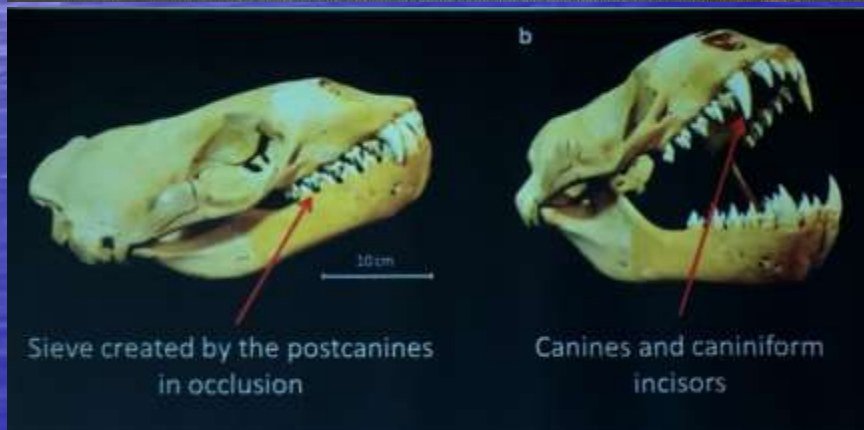 b
10 cm
Sieve created by the postcanines
in occlusion
Canines and caniniform
incisors